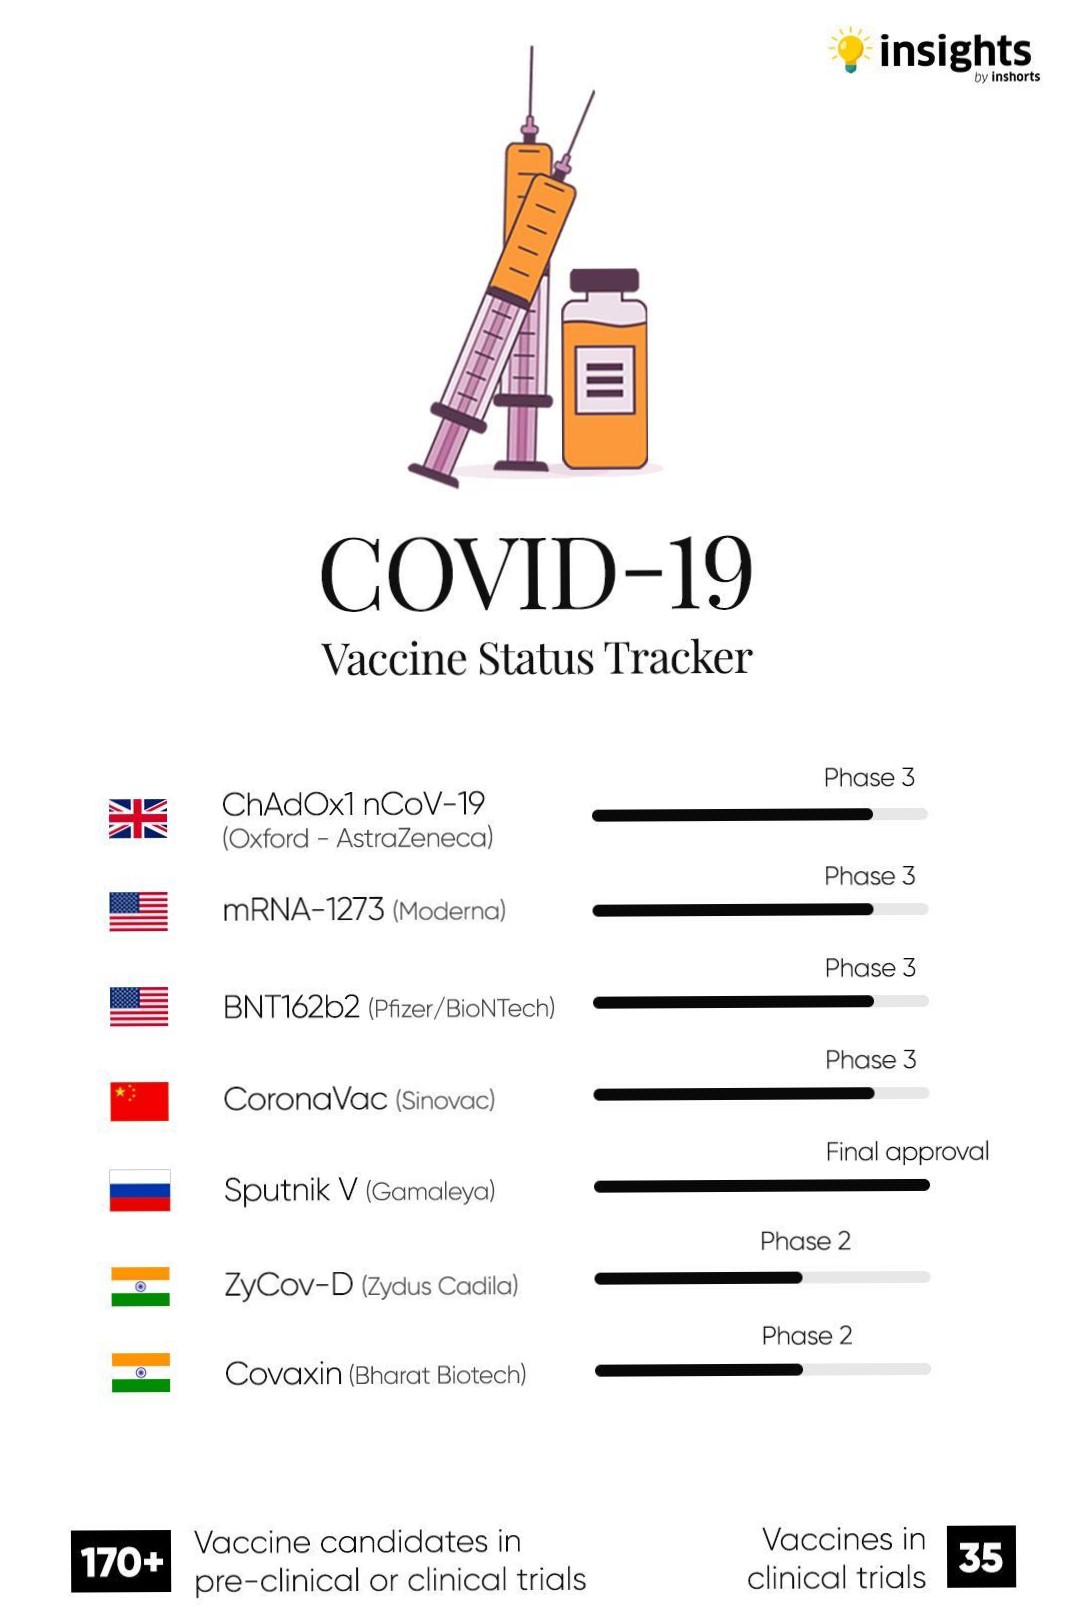 insights
by inshorts
COVID-19
Vaccine Status Tracker
ChAdOx1 nCoV-19
(Oxford - AstraZeneca)
Phase 3
mRNA-1273 (Moderna)
Phase 3
BNT162b2 (Pfizer/BioNTech)
Phase 3
CoronaVac (Sinovac)
Phase 3
Sputnik V (Gamaleya)
Final approval
ZyCov-D (Zydus Cadila)
Phase 2
Covaxin (Bharat Biotech)
Phase 2
170+
Vaccine candidates in
pre-clinical or clinical trials
Vaccines in
clinical trials
35